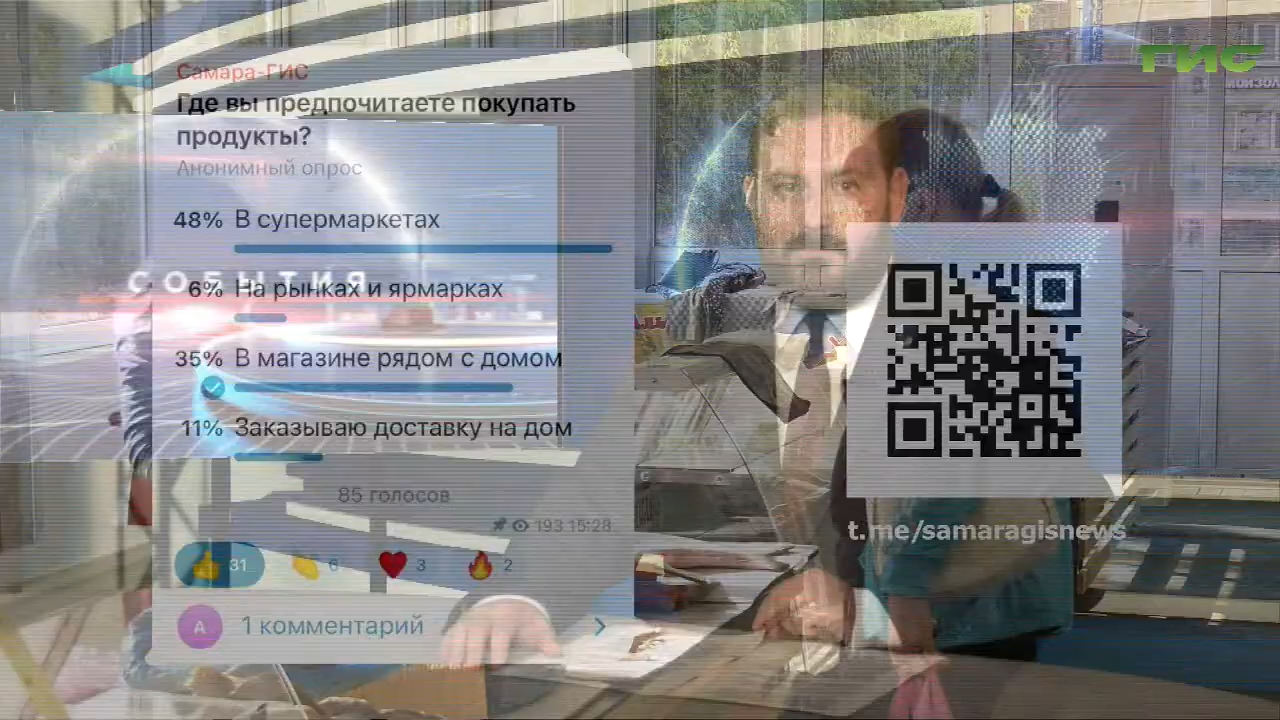 ГИС
Самара-ГИС
Где вы предпочитаете покупать
продукты?
Анонимный опрос
48% В супермаркетах
СОБЫТИЯ
6% На рынках и ярмарках
35% В магазине рядом с домом
11% Заказываю доставку на дом
85 голосов
193 15:28
31 6 3 2
А 1 комментарий
t.me/samaragisnews